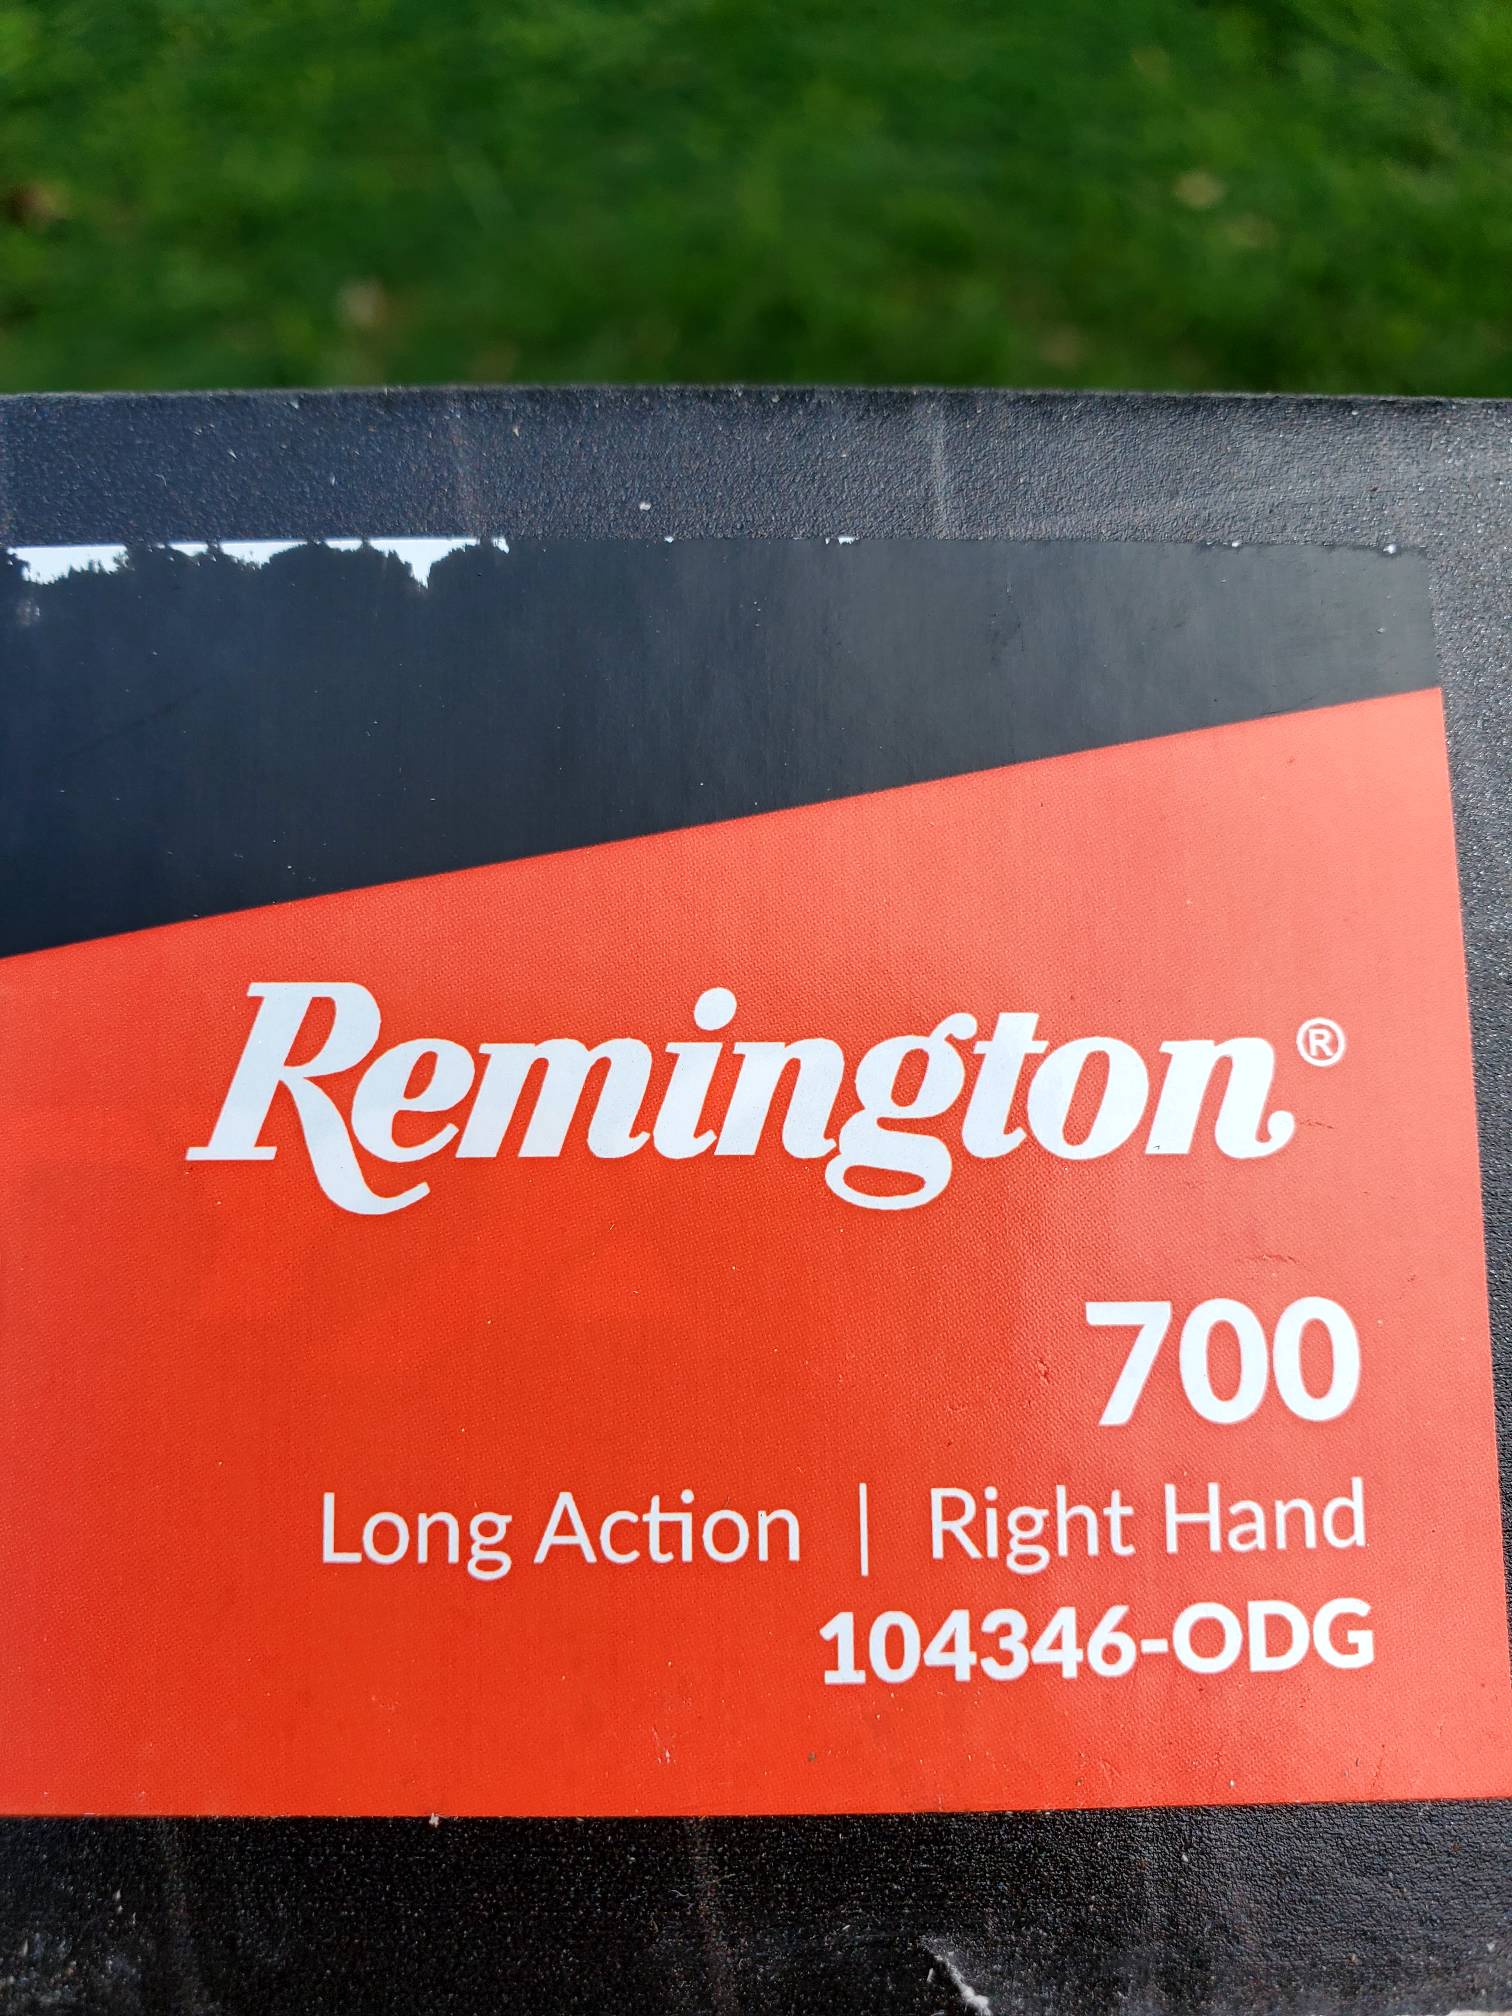 Remington®
700
Long Action | Right Hand
104346-ODG